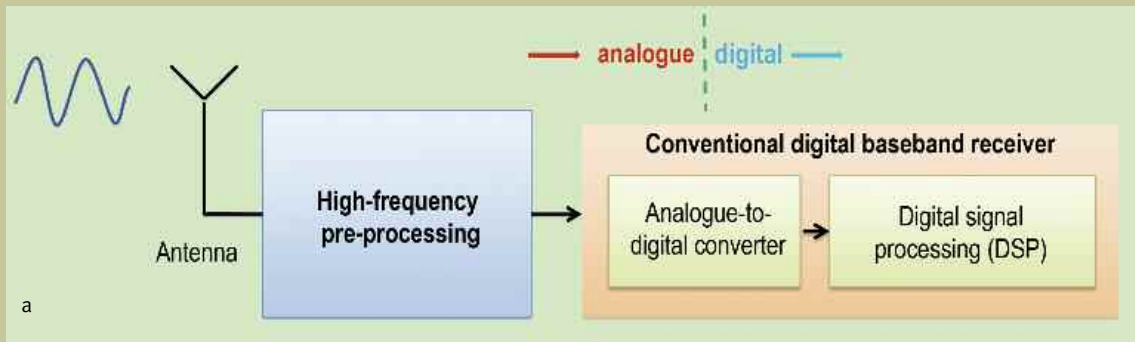 analogue digital
Conventional digital baseband receiver
High-frequency
pre-processing
Analogue-to-
digital converter
Digital signal
processing (DSP)
Antenna
a